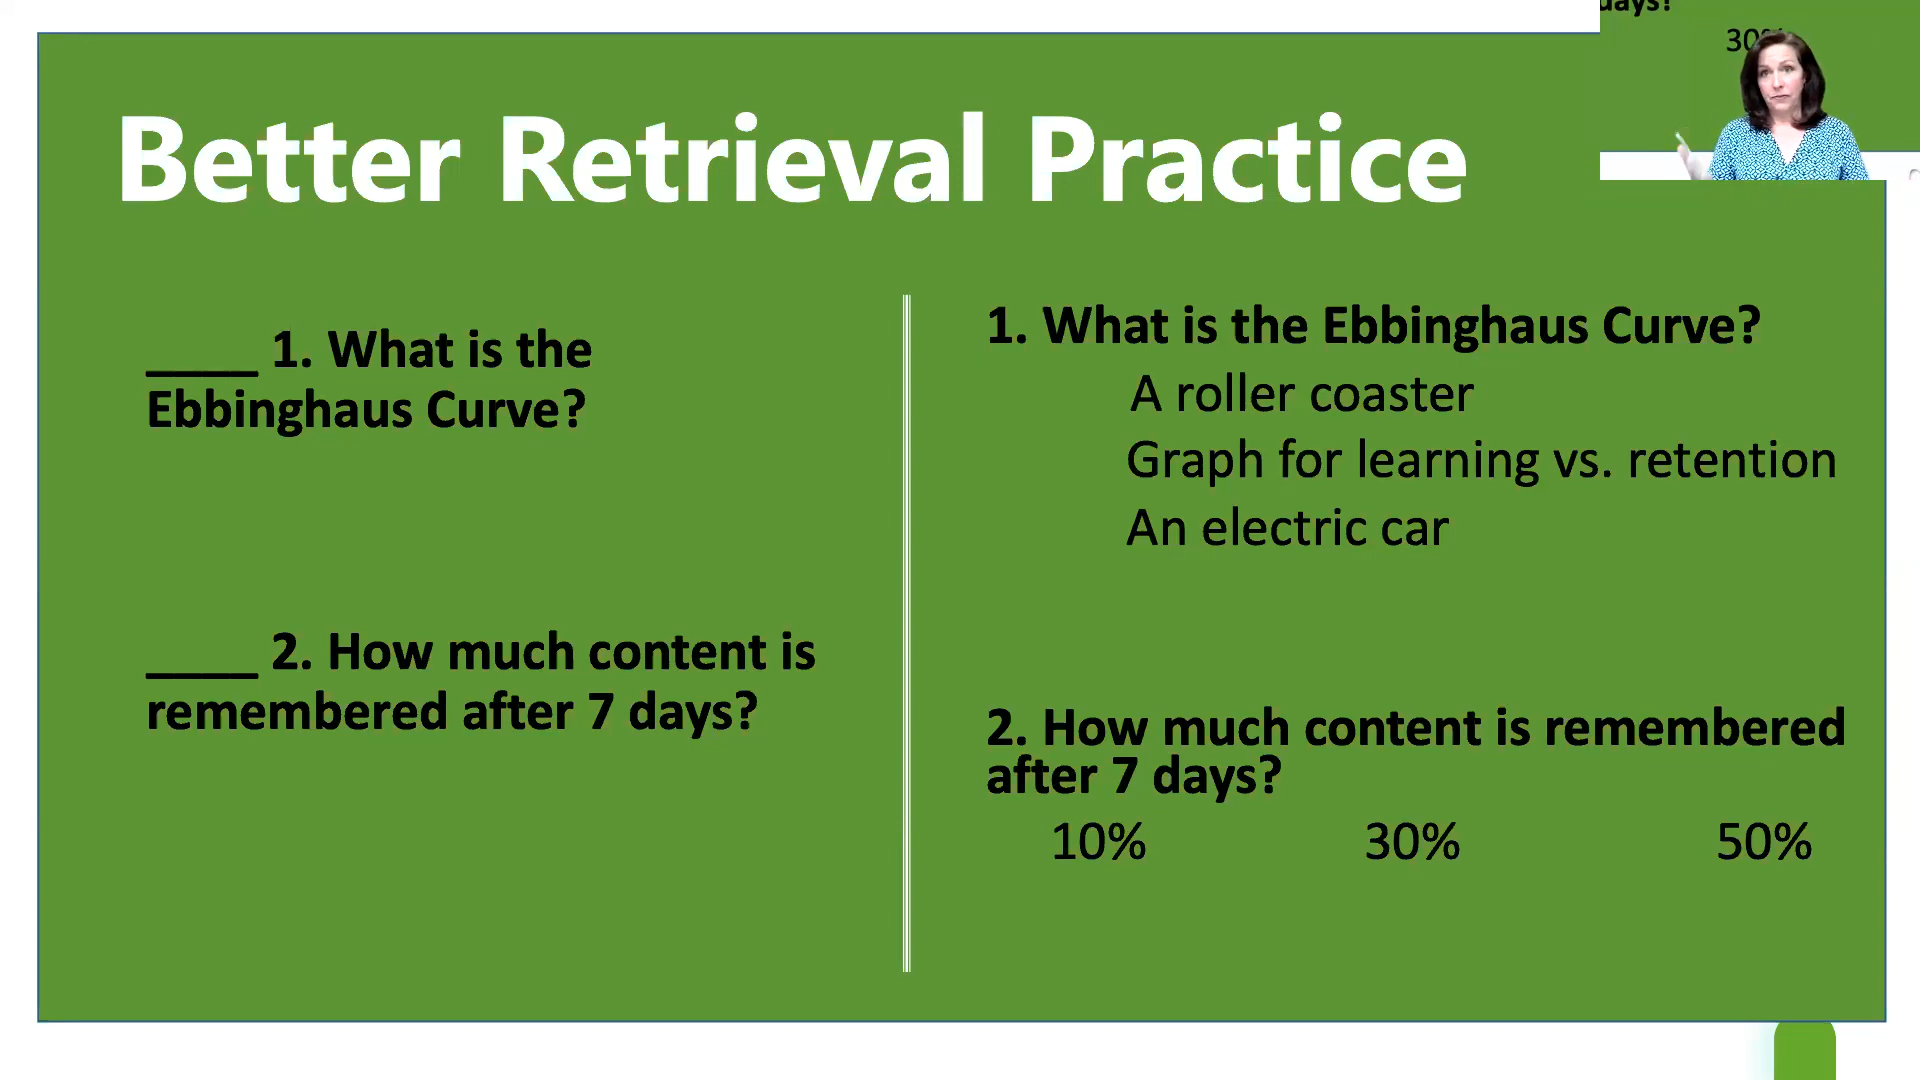 days?
30%
Better Retrieval Practice
____ 1. What is the
Ebbinghaus Curve?
____ 2. How much content is
remembered after 7 days?
1. What is the Ebbinghaus Curve?
A roller coaster
Graph for learning vs. retention
An electric car
2. How much content is remembered
after 7 days?
10% 30% 50%